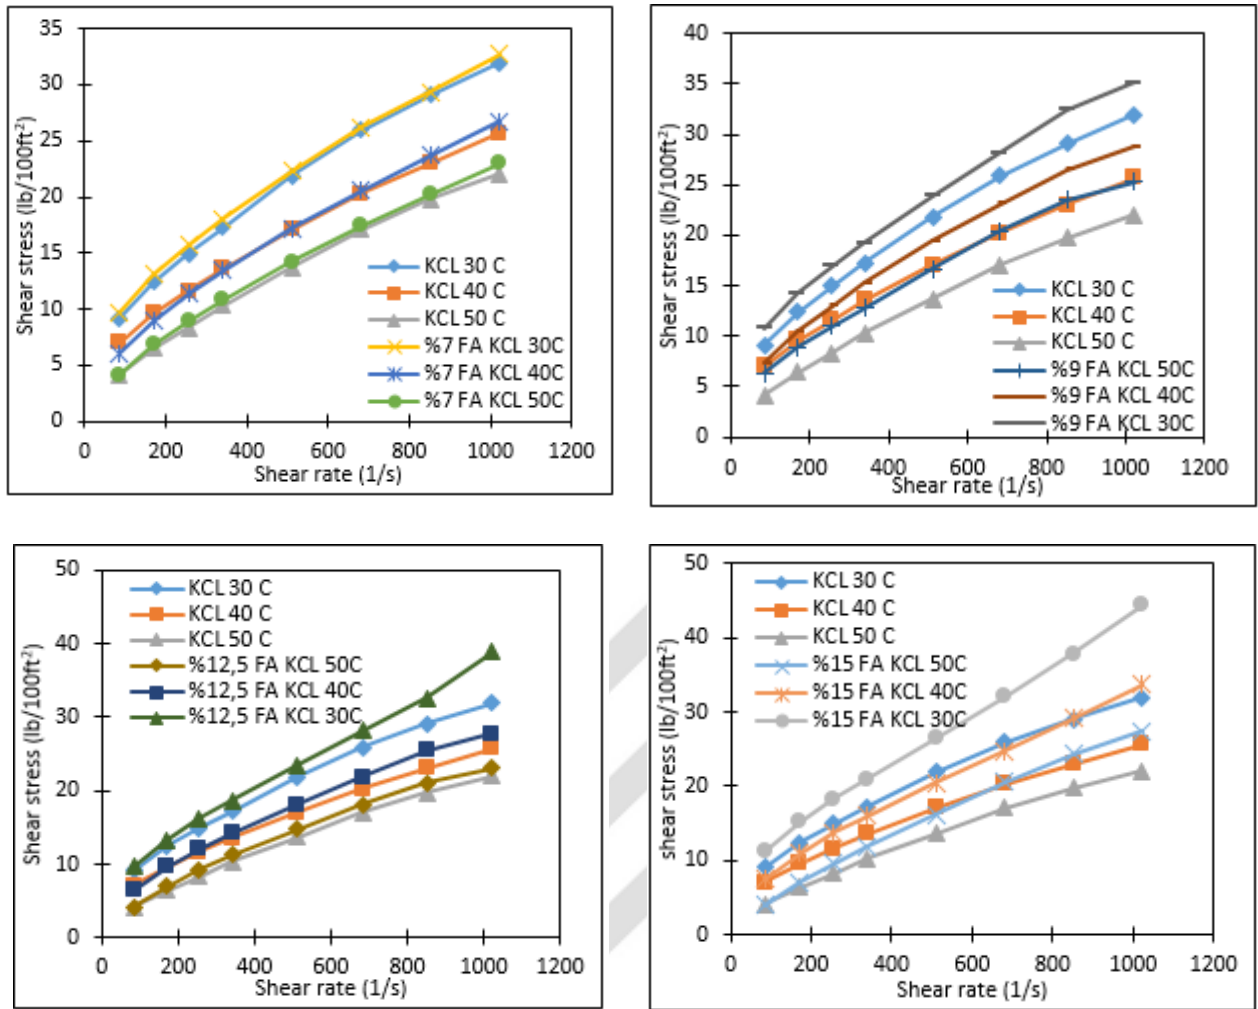 35
30
25
20
15
10
5
0
Shear stress (lb/100ft²)
KCL 30 C
KCL 40 C
KCL 50 C
%7 FA KCL 30C
%7 FA KCL 40C
%7 FA KCL 50C
0 200 400 600 800 1000 1200
Shear rate (1/s)
40
35
30
25
20
15
10
5
0
Shear stress (lb/100ft²)
KCL 30 C
KCL 40 C
KCL 50 C
%9 FA KCL 50C
%9 FA KCL 40C
%9 FA KCL 30C
0 200 400 600 800 1000 1200
Shear rate (1/s)
50
40
30
20
10
0
Shear stress (lb/100ft²)
KCL 30 C
KCL 40 C
KCL 50 C
%12,5 FA KCL 50C
%12,5 FA KCL 40C
%12,5 FA KCL 30C
0 200 400 600 800 1000 1200
Shear rate (1/s)
50
40
30
20
10
0
shear stress (lb/100ft²)
KCL 30 C
KCL 40 C
KCL 50 C
%15 FA KCL 50C
%15 FA KCL 40C
%15 FA KCL 30C
0 200 400 600 800 1000 1200
Shear rate (1/s)